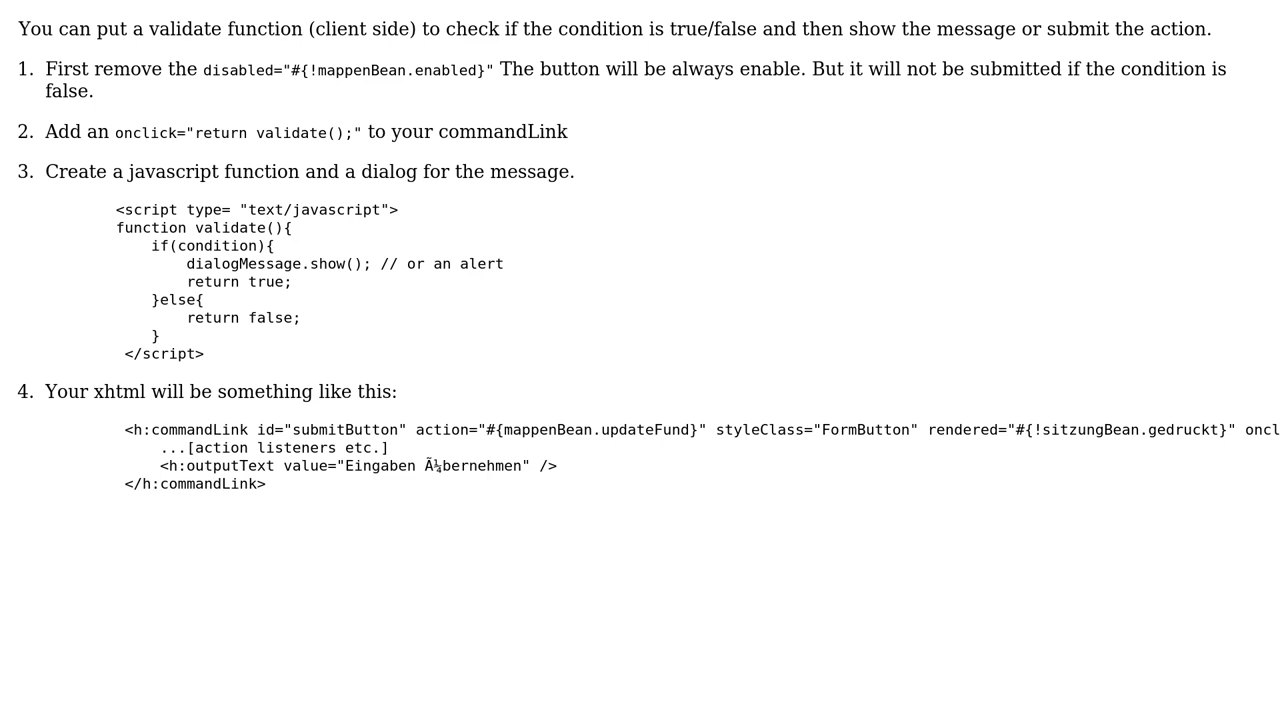 You can put a validate function (client side) to check if the condition is true/false and then show the message or submit the action.
1. First remove the disabled="#{!mappenBean.enabled}" The button will be always enable. But it will not be submitted if the condition is
false.
2. Add an onclick="return validate();" to your commandLink
3. Create a javascript function and a dialog for the message.
<script type= "text/javascript">
function validate(){
    if(condition){
        dialogMessage.show(); // or an alert
        return true;
    }else{
        return false;
    }
 </script>
4. Your xhtml will be something like this:
<h:commandLink id="submitButton" action="#{mappenBean.updateFund}" styleClass="FormButton" rendered="#{!sitzungBean.gedruckt}" oncl
    ...[action listeners etc.]
    <h:outputText value="Eingaben Ã¼bernehmen" />
</h:commandLink>